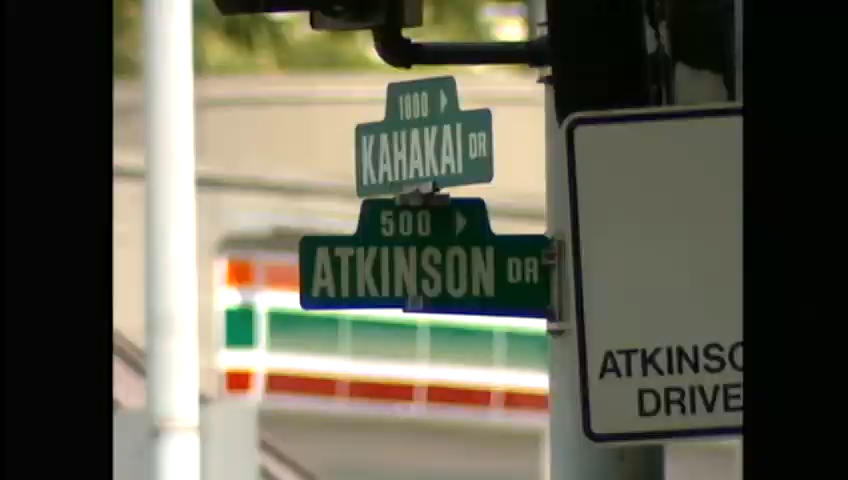 1800
KAHAKAI DR
500
ATKINSON DR
ATKINSO
DRIVE